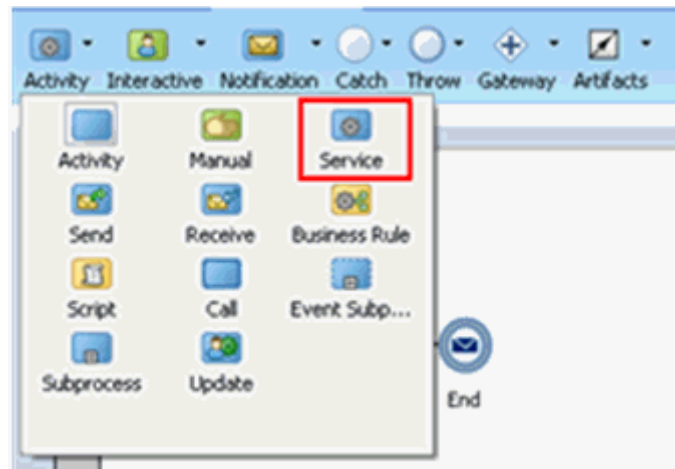 Activity Interactive Notification Catch Throw Gateway Artifacts
Activity Manual Service
Send Receive Business Rule
Script Call Event Subp...
Subprocess Update
End